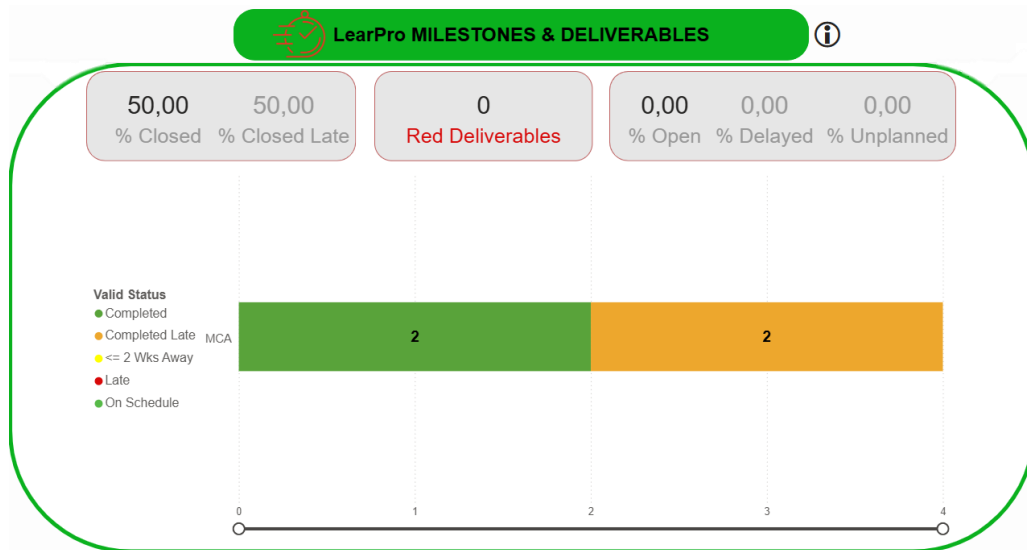 LearPro MILESTONES & DELIVERABLES
50,00 50,00
% Closed % Closed Late
0
Red Deliverables
0,00 0,00 0,00
% Open % Delayed % Unplanned
Valid Status
Completed
Completed Late
<= 2 Wks Away
Late
On Schedule
MCA
2 2
0 1 2 3 4